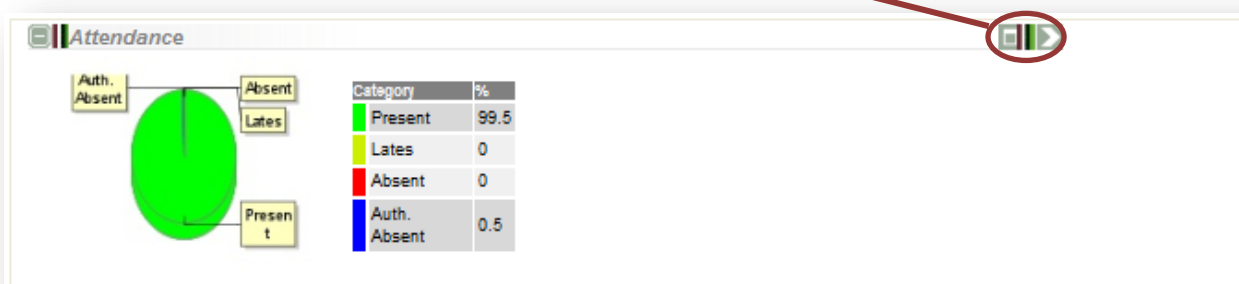 Attendance
Auth.
Absent
Absent
Lates
Presen
t
Category %
Present 99.5
Lates 0
Absent 0
Auth.
Absent 0.5